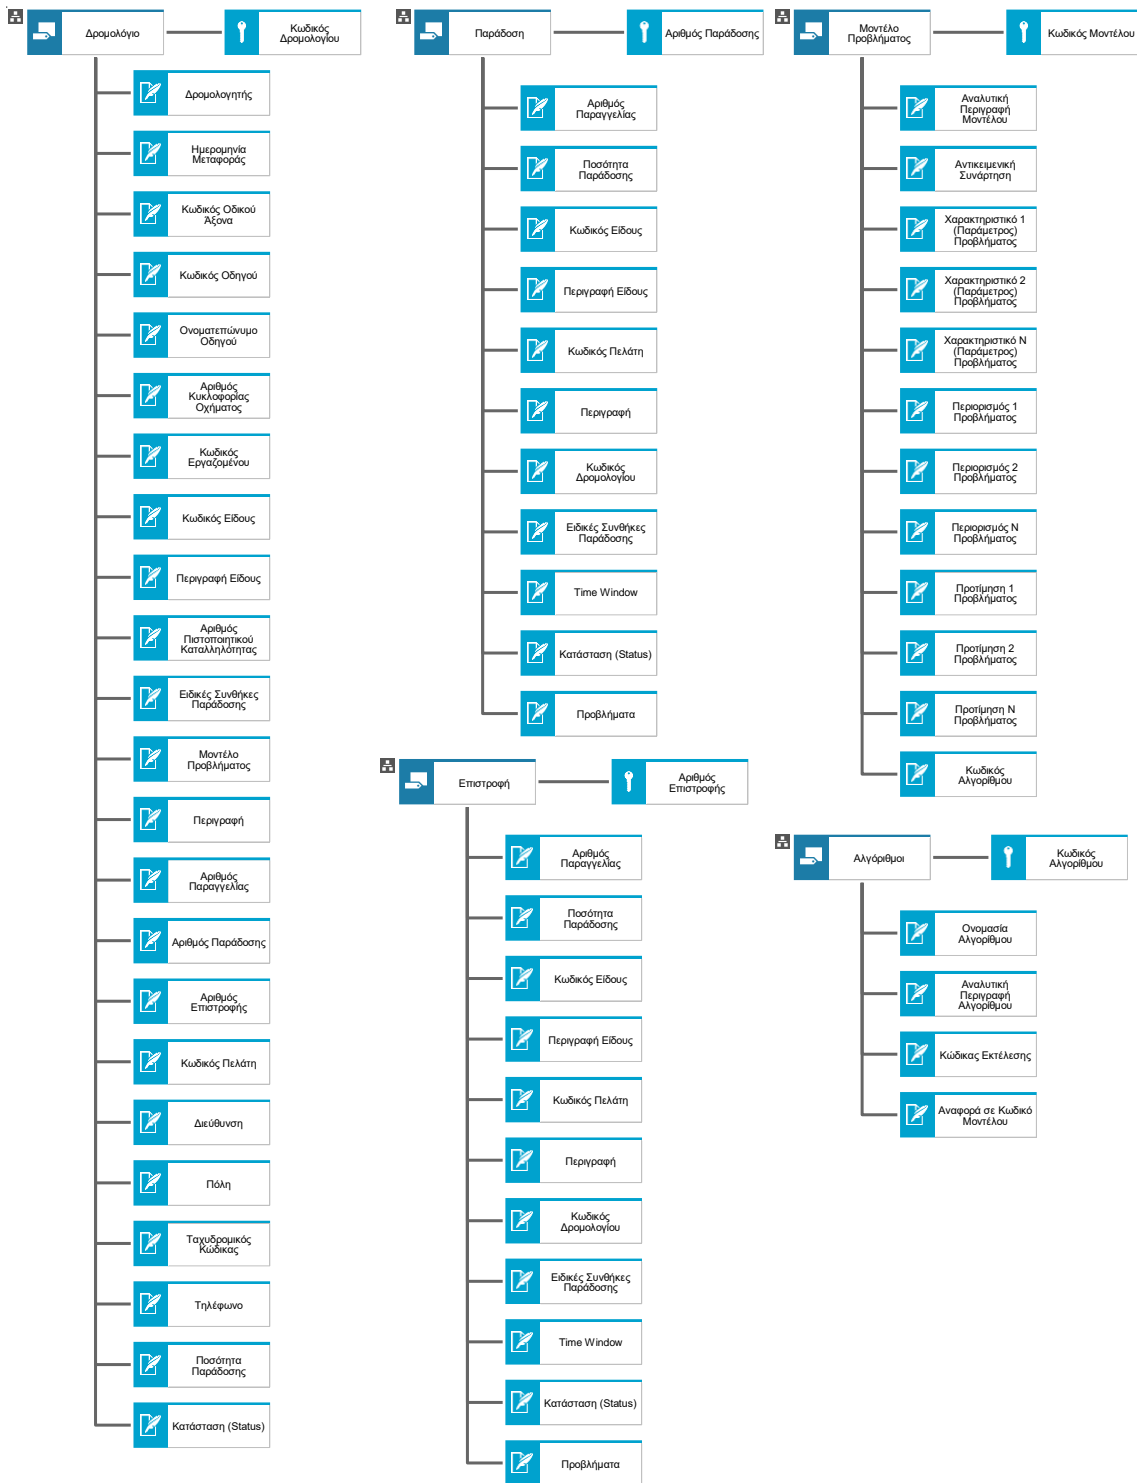 Δρομολόγιο
Κωδικός
Δρομολογίου
Δρομολογητής
Ημερομηνία
Μεταφοράς
Κωδικός Οδικού
Άξονα
Κωδικός Οδηγού
Ονοματεπώνυμο
Οδηγού
Αριθμός
Κυκλοφορίας
Οχήματος
Κωδικός
Εργαζομένου
Κωδικός Είδους
Περιγραφή Είδους
Αριθμός
Πιστοποιητικού
Καταλληλότητας
Ειδικές Συνθήκες
Παράδοσης
Μοντέλο
Προβλήματος
Περιγραφή
Αριθμός
Παραγγελίας
Αριθμός Παράδοσης
Αριθμός
Επιστροφής
Κωδικός Πελάτη
Διεύθυνση
Πόλη
Ταχυδρομικός
Κώδικας
Τηλέφωνο
Ποσότητα
Παράδοσης
Κατάσταση (Status)
Παράδοση
Αριθμός Παράδοσης
Αριθμός
Παραγγελίας
Ποσότητα
Παράδοσης
Κωδικός Είδους
Περιγραφή Είδους
Κωδικός Πελάτη
Περιγραφή
Κωδικός
Δρομολογίου
Ειδικές Συνθήκες
Παράδοσης
Time Window
Κατάσταση (Status)
Προβλήματα
Επιστροφή
Αριθμός
Επιστροφής
Αριθμός
Παραγγελίας
Ποσότητα
Παράδοσης
Κωδικός Είδους
Περιγραφή Είδους
Κωδικός Πελάτη
Περιγραφή
Κωδικός
Δρομολογίου
Ειδικές Συνθήκες
Παράδοσης
Time Window
Κατάσταση (Status)
Προβλήματα
Μοντέλο
Προβλήματος
Κωδικός Μοντέλου
Αναλυτική
Περιγραφή
Μοντέλου
Αντικειμενική
Συνάρτηση
Χαρακτηριστικό 1
(Παράμετρος)
Προβλήματος
Χαρακτηριστικό 2
(Παράμετρος)
Προβλήματος
Χαρακτηριστικό Ν
(Παράμετρος)
Προβλήματος
Περιορισμός 1
Προβλήματος
Περιορισμός 2
Προβλήματος
Περιορισμός Ν
Προβλήματος
Προτίμηση 1
Προβλήματος
Προτίμηση 2
Προβλήματος
Προτίμηση Ν
Προβλήματος
Κωδικός
Αλγορίθμου
Αλγόριθμοι
Κωδικός
Αλγορίθμου
Ονομασία
Αλγορίθμου
Αναλυτική
Περιγραφή
Αλγορίθμου
Κώδικας Εκτέλεσης
Αναφορά σε Κωδικό
Μοντέλου